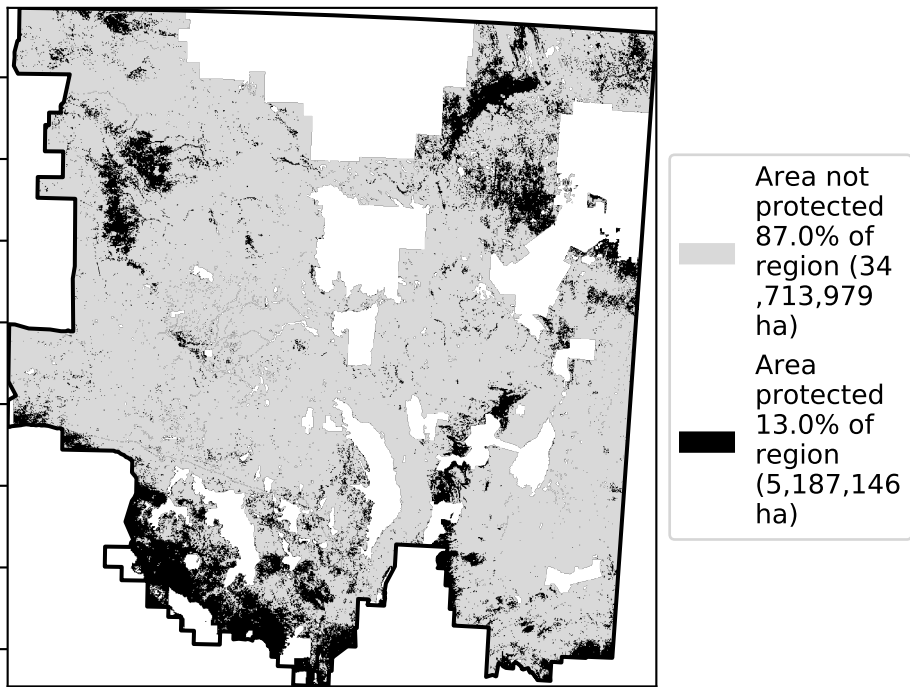 Area not
protected
87.0% of
region (34
,713,979
ha)
Area
protected
13.0% of
region
(5,187,146
ha)